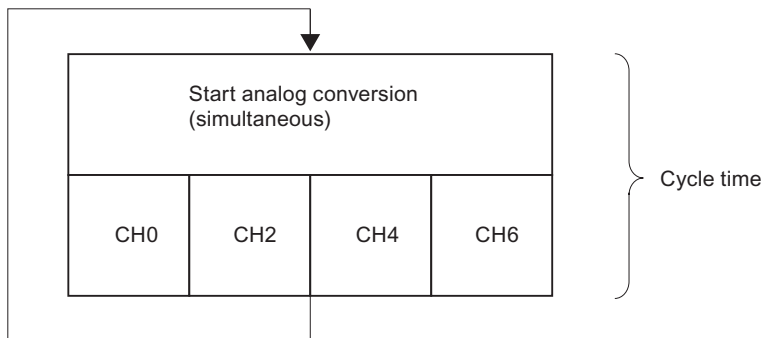 Start analog conversion
(simultaneous)
Cycle time
CH0
CH2
CH4
CH6